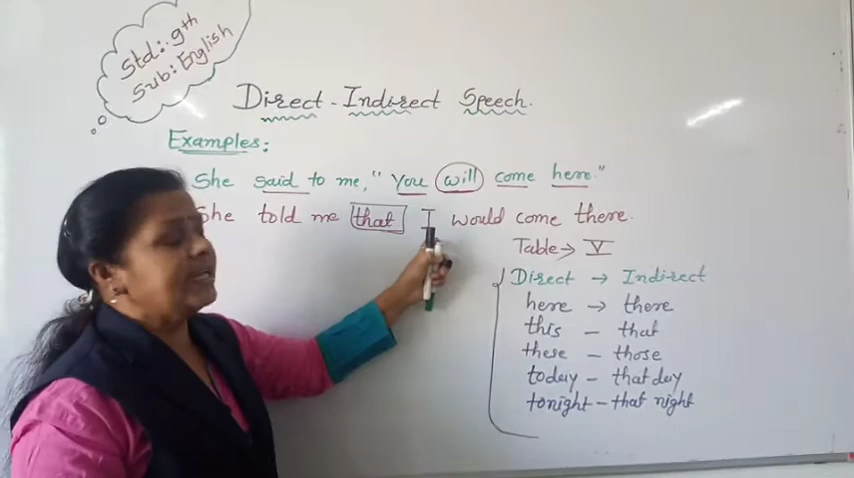 Std:. 9th
Sub: English
Direct - Indirect Speech.
Examples:
She said to me, "You will come here."
She told me that I would come there.
Table → V
Direct → Indirect
here → there
this - that
these - those
today - that day
tonight - that night